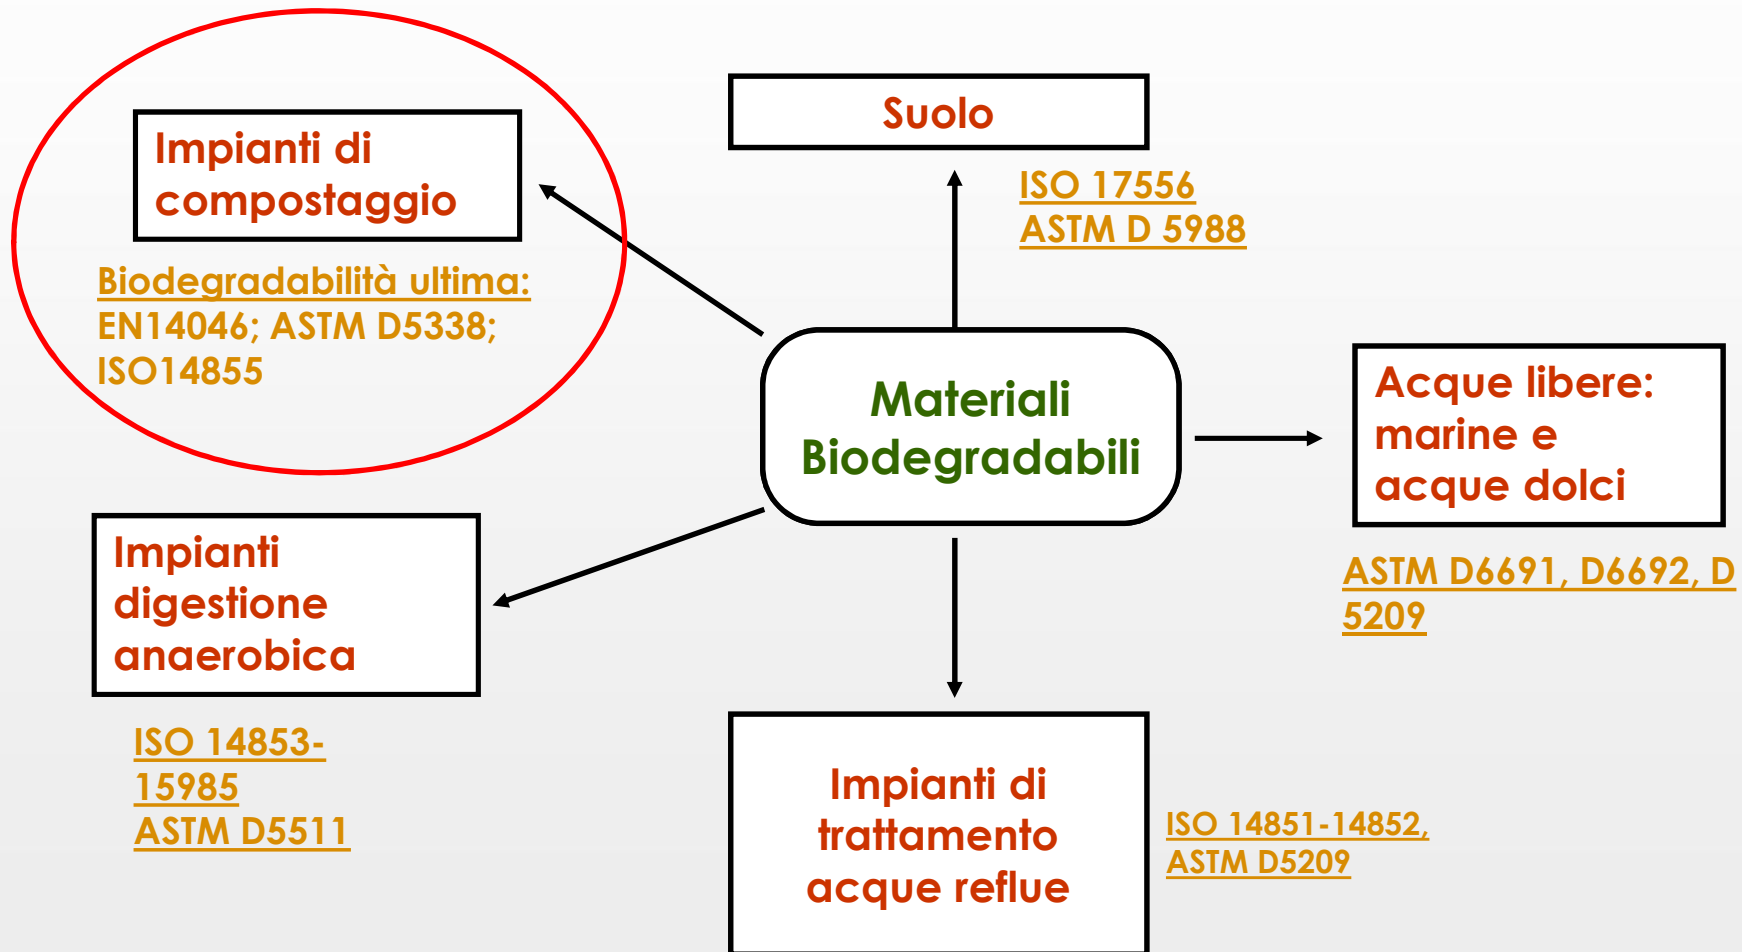 Suolo
ISO 17556
ASTM D 5988
Impianti di
compostaggio
Biodegradabilità ultima:
EN14046; ASTM D5338;
ISO14855
Materiali
Biodegradabili
Acque libere:
marine e
acque dolci
ASTM D6691, D6692, D
5209
Impianti
digestione
anaerobica
ISO 14853-
15985
ASTM D5511
Impianti di
trattamento
acque reflue
ISO 14851-14852,
ASTM D5209